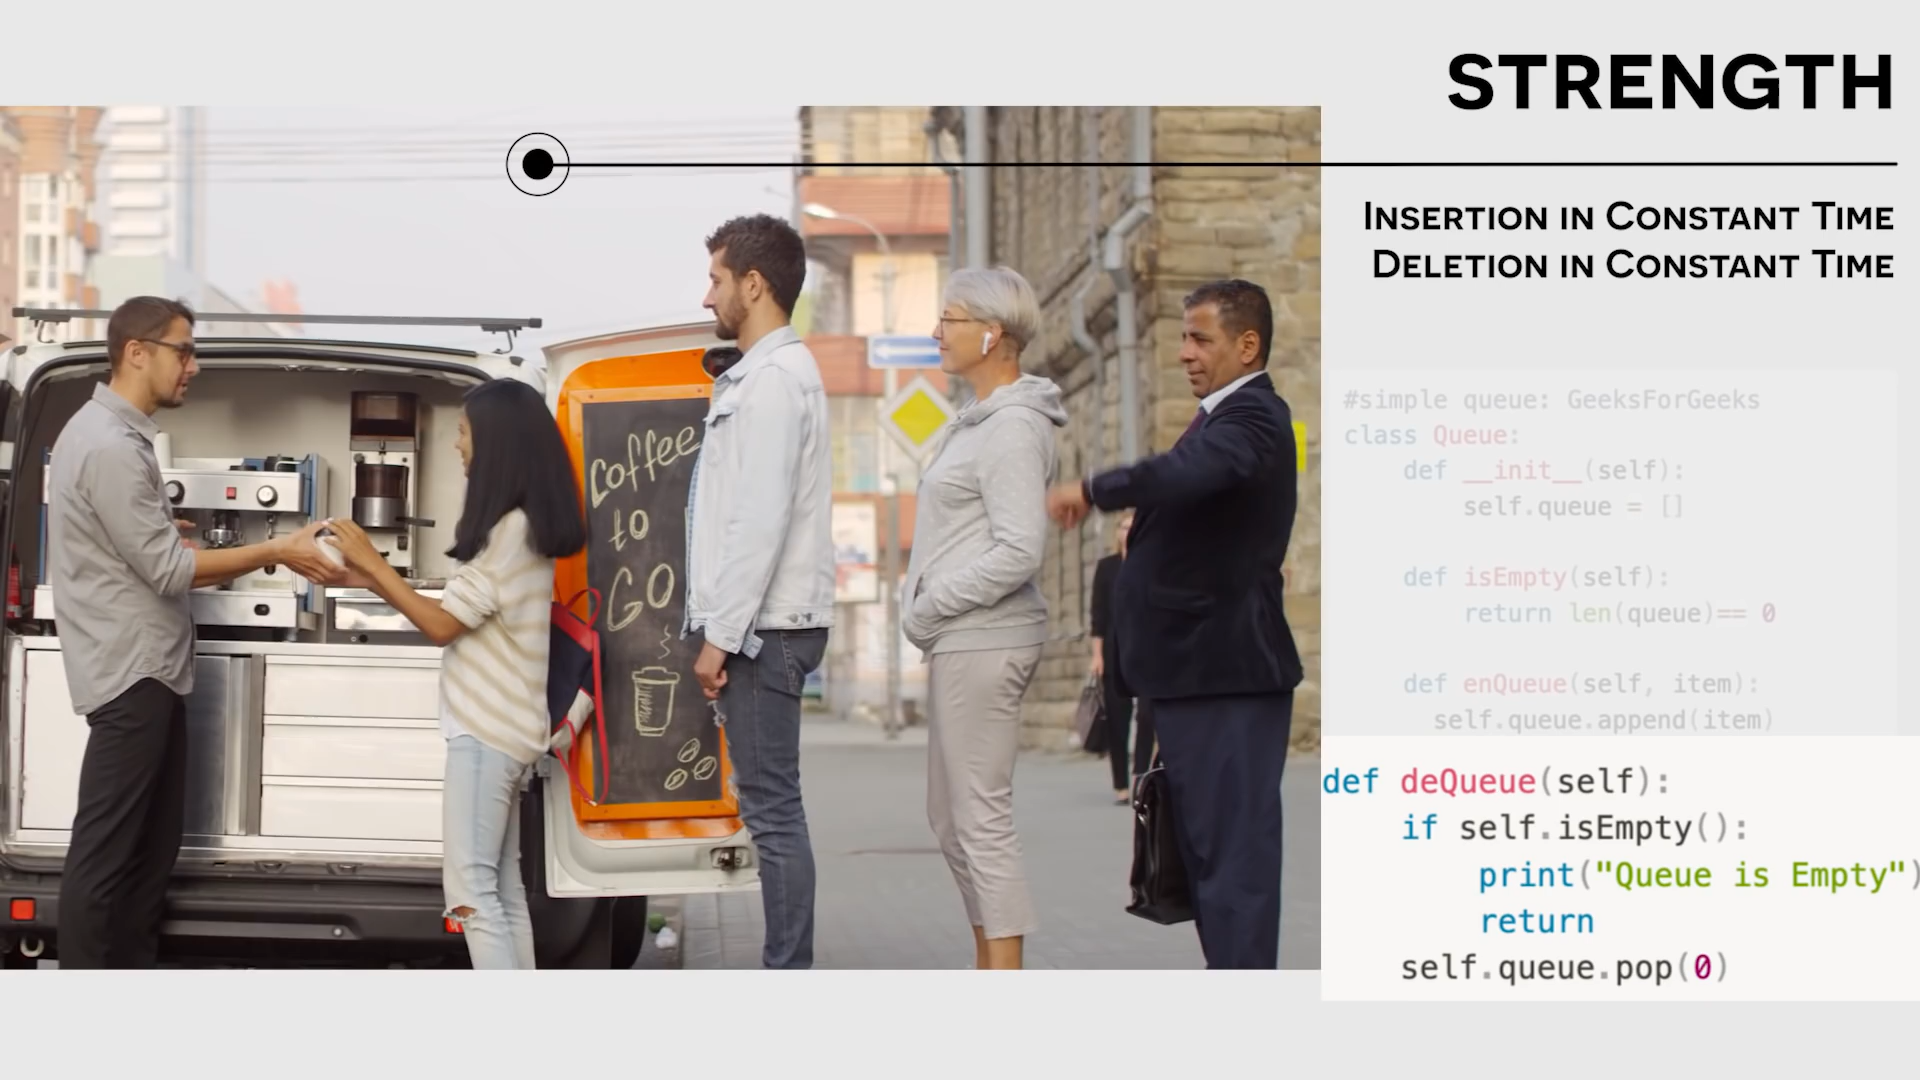 STRENGTH
INSERTION IN CONSTANT TIME
DELETION IN CONSTANT TIME
Coffee
to
GO
#simple queue: GeeksForGeeks
class Queue:
    def __init__(self):
        self.queue = []
    def isEmpty(self):
        return len(queue)== 0
    def enQueue(self, item):
      self.queue.append(item)
def deQueue(self):
    if self.isEmpty():
        print("Queue is Empty")
        return
    self.queue.pop(0)